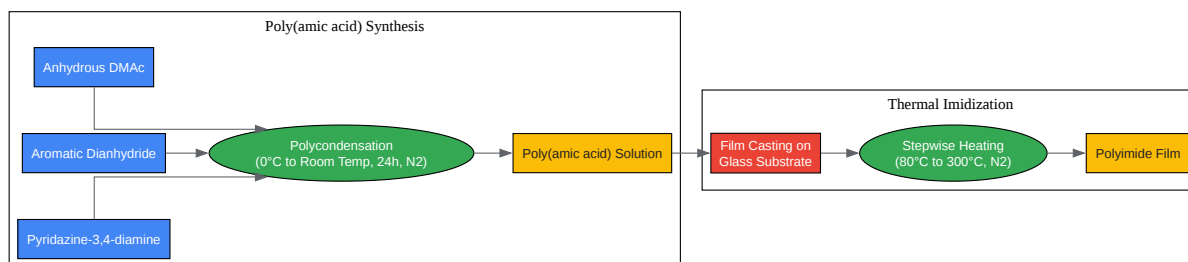 Poly(amic acid) Synthesis
Anhydrous DMAc
Aromatic Dianhydride
Pyridazine-3,4-diamine
Polycondensation
(0°C to Room Temp, 24h, N2)
Poly(amic acid) Solution
Thermal Imidization
Film Casting on
Glass Substrate
Stepwise Heating
(80°C to 300°C, N2)
Polyimide Film